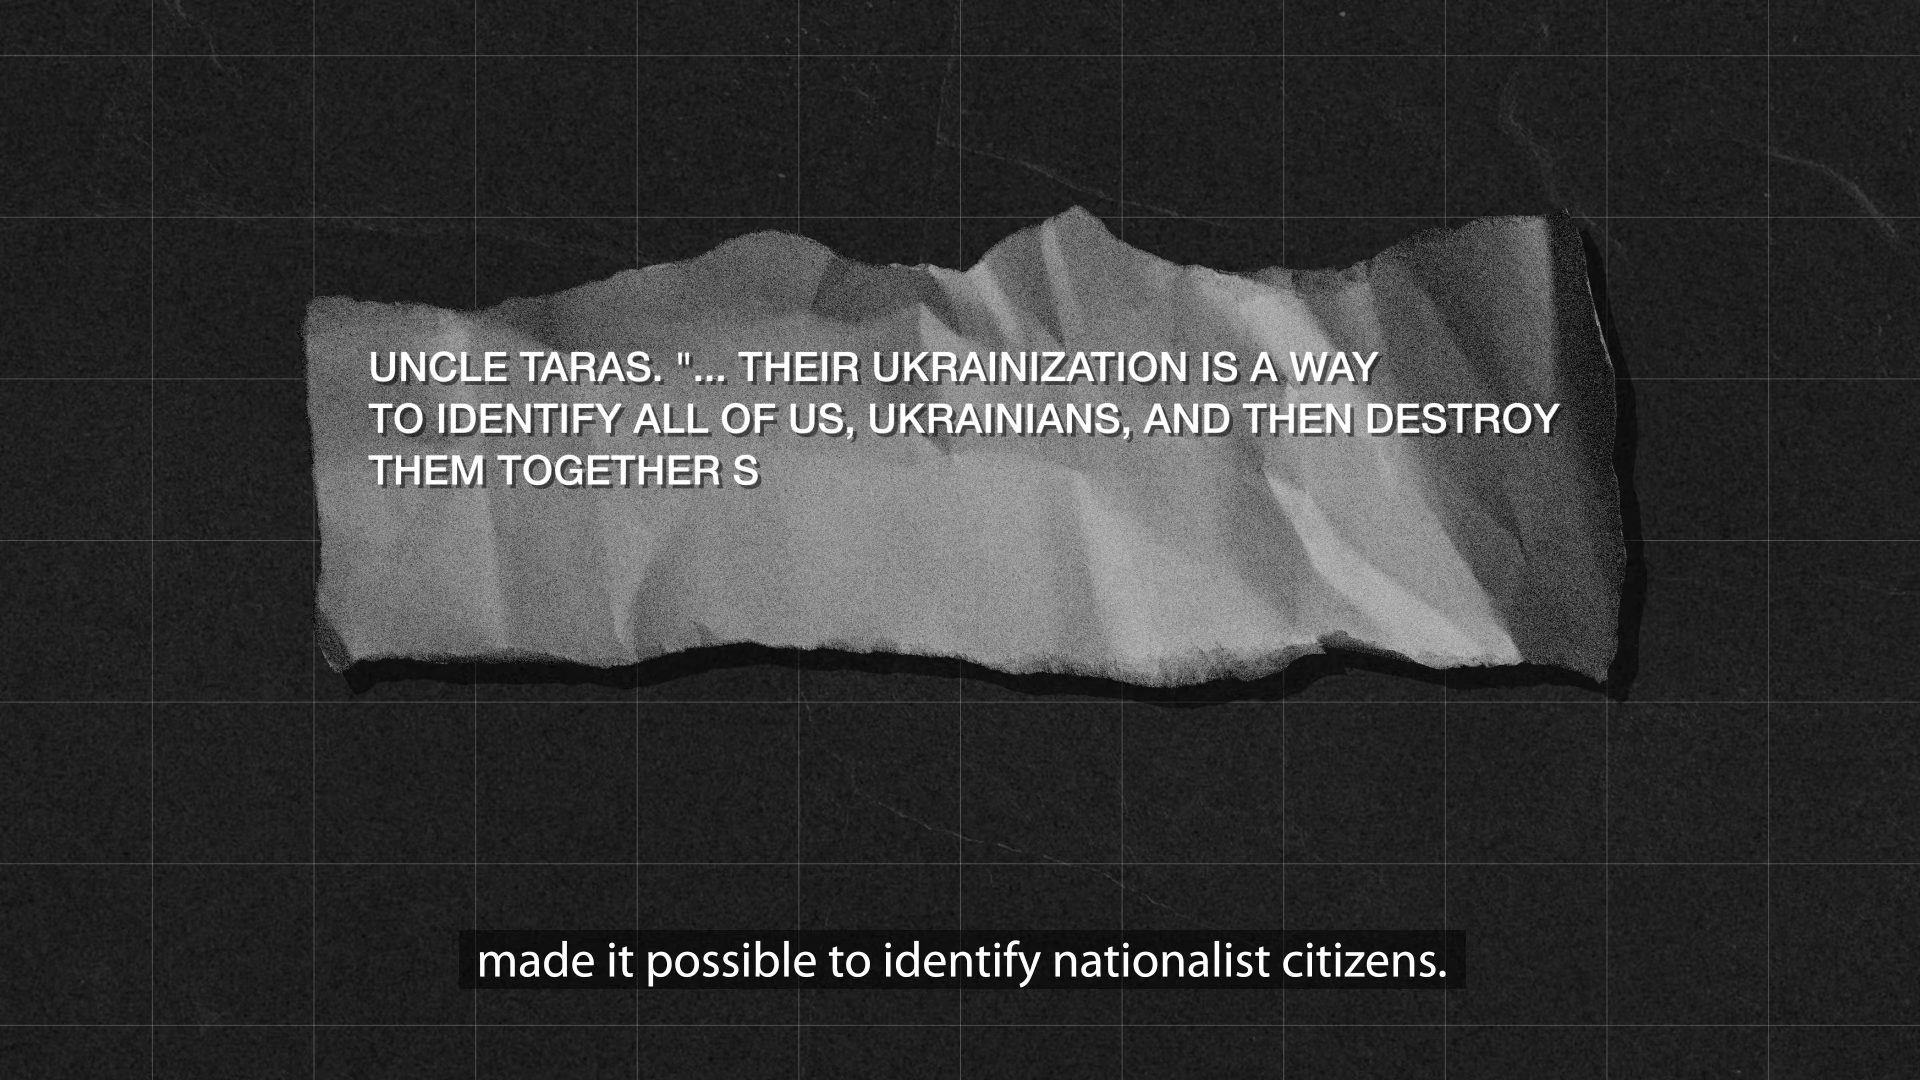 UNCLE TARAS. "... THEIR UKRAINIZATION IS A WAY
TO IDENTIFY ALL OF US, UKRAINIANS, AND THEN DESTROY
THEM TOGETHER S
made it possible to identify nationalist citizens.